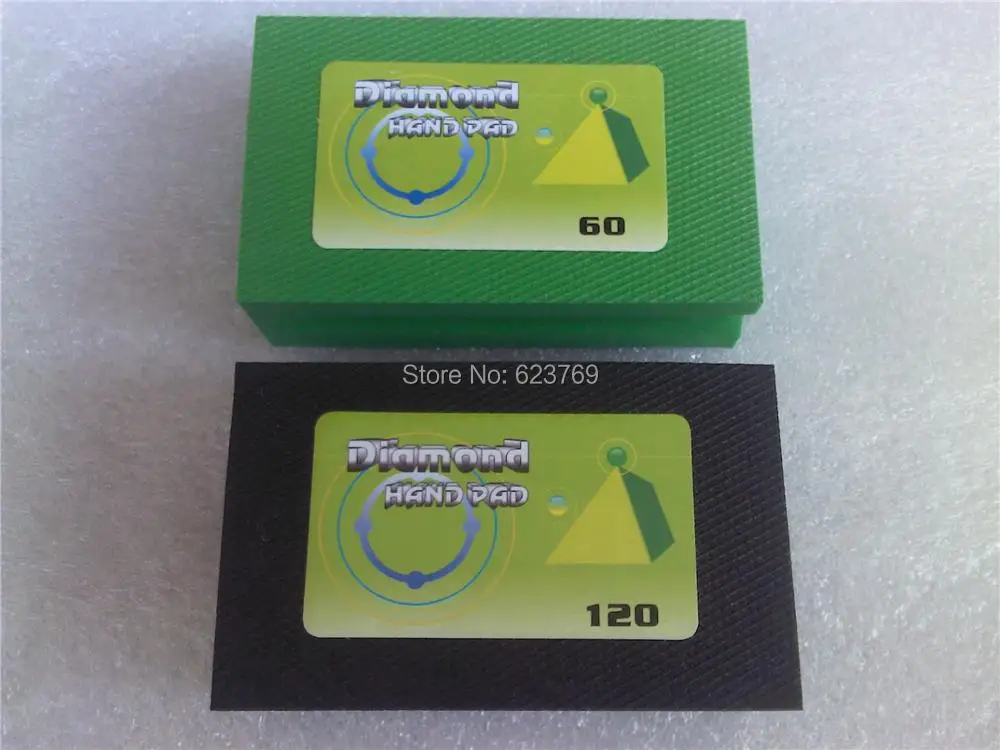 Diamond
HAND PAD
60
Store No: 623769
Diamond
HAND PAD
120